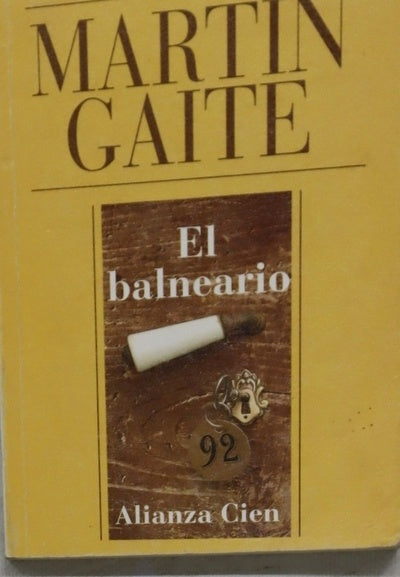 MARTÍN
GAITE
El
balneario
92
Alianza Cien